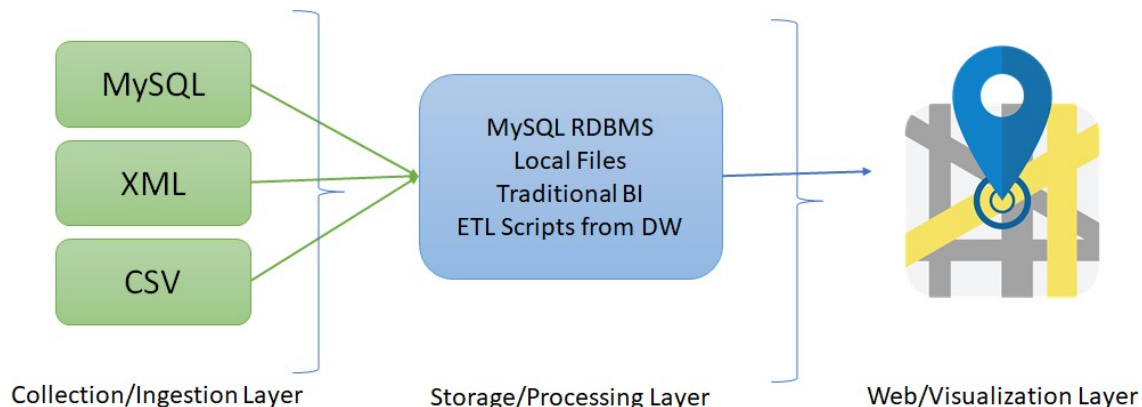 MySQL
XML
CSV
MySQL RDBMS
Local Files
Traditional BI
ETL Scripts from DW
Collection/Ingestion Layer
Storage/Processing Layer
Web/Visualization Layer